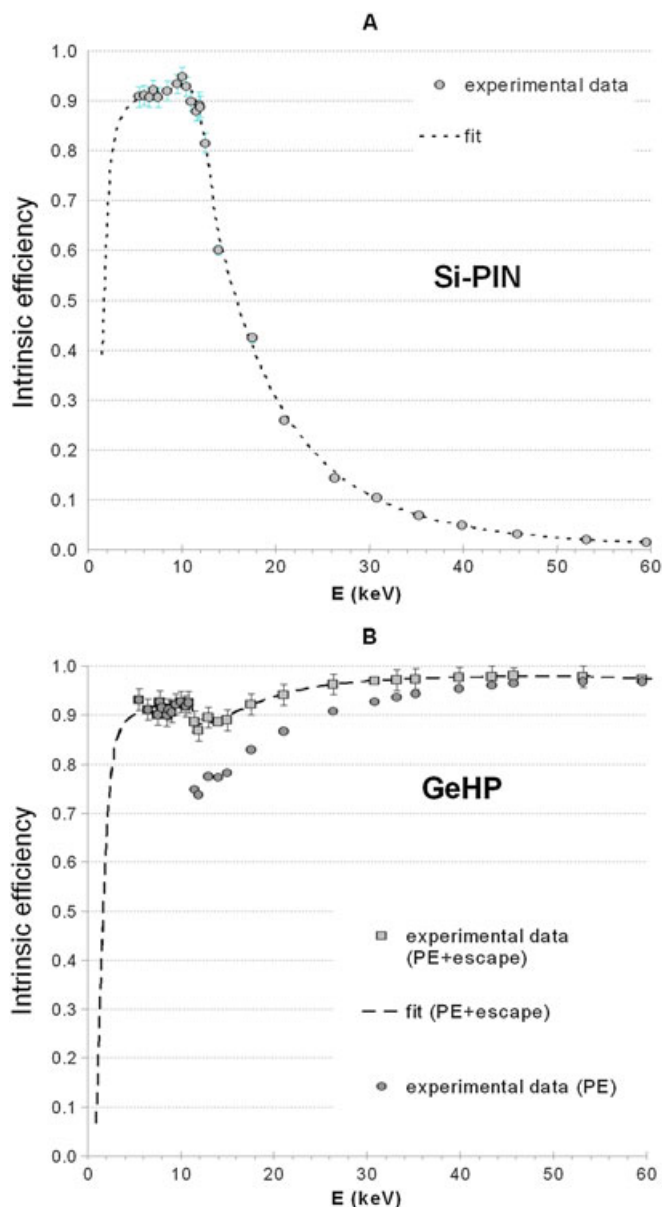 A
1.0
0.9
0.8
0.7
0.6
0.5
0.4
0.3
0.2
0.1
0.0
Intrinsic efficiency
experimental data
fit
Si-PIN
0 10 20 30 40 50 60
E (keV)
B
1.0
0.9
0.8
0.7
0.6
0.5
0.4
0.3
0.2
0.1
0.0
Intrinsic efficiency
GeHP
experimental data
(PE+escape)
fit (PE+escape)
experimental data (PE)
0 10 20 30 40 50 60
E (keV)